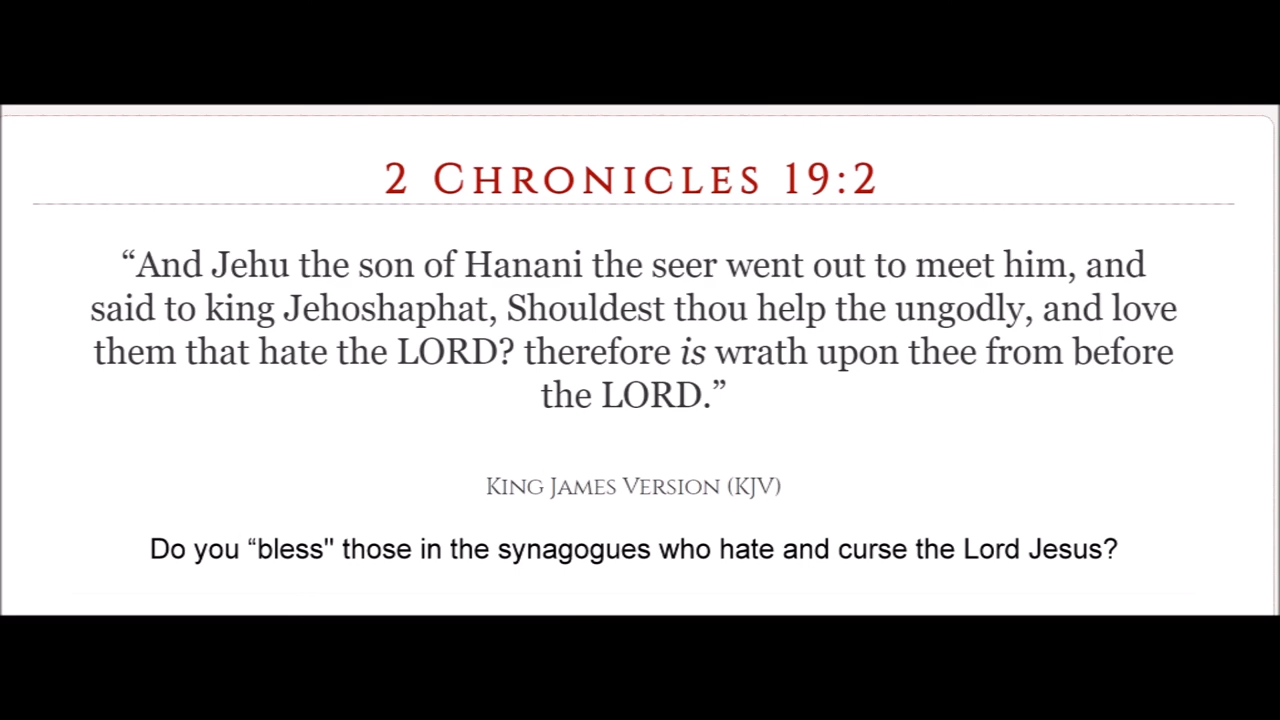 2 CHRONICLES 19:2
“And Jehu the son of Hanani the seer went out to meet him, and
said to king Jehoshaphat, Shouldest thou help the ungodly, and love
them that hate the LORD? therefore is wrath upon thee from before
the LORD.”
KING JAMES VERSION (KJV)
Do you “bless" those in the synagogues who hate and curse the Lord Jesus?